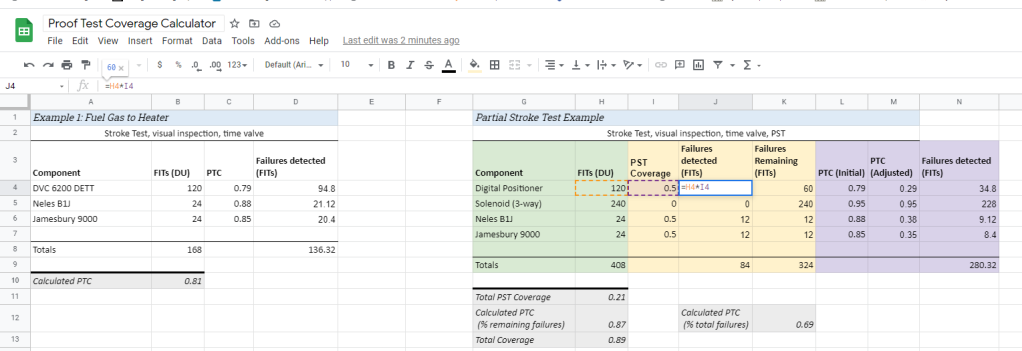 Proof Test Coverage Calculator
File Edit View Insert Format Data Tools Add-ons Help Last edit was 2 minutes ago
60 ×
$ % .0 .00 123 Default (Ari... 10 B I S A
J4 fx =H4*I4
A B C D E F G H I J K L M N
1 Example 1: Fuel Gas to Heater Partial Stroke Test Example
2 Stroke Test, visual inspection, time valve Stroke Test, visual inspection, time valve, PST
3 Component FITs (DU) PTC Failures detected (FITs) Component FITs (DU) PST Coverage Failures detected (FITs) Failures Remaining (FITs) PTC (Initial) PTC (Adjusted) Failures detected (FITs)
4 DVC 6200 DETT 120 0.79 94.8 Digital Positioner 120 0.5 =H4*I4 60 0.79 0.29 34.8
5 Neles B1J 24 0.88 21.12 Solenoid (3-way) 240 0 0 240 0.95 0.95 228
6 Jamesbury 9000 24 0.85 20.4 Neles B1J 24 0.5 12 12 0.88 0.38 9.12
7 Jamesbury 9000 24 0.5 12 12 0.85 0.35 8.4
8 Totals 168 136.32
9 Totals 408 84 324 280.32
10 Calculated PTC 0.81
11 Total PST Coverage 0.21
12 Calculated PTC (% remaining failures) 0.87 Calculated PTC (% total failures) 0.69
13 Total Coverage 0.89